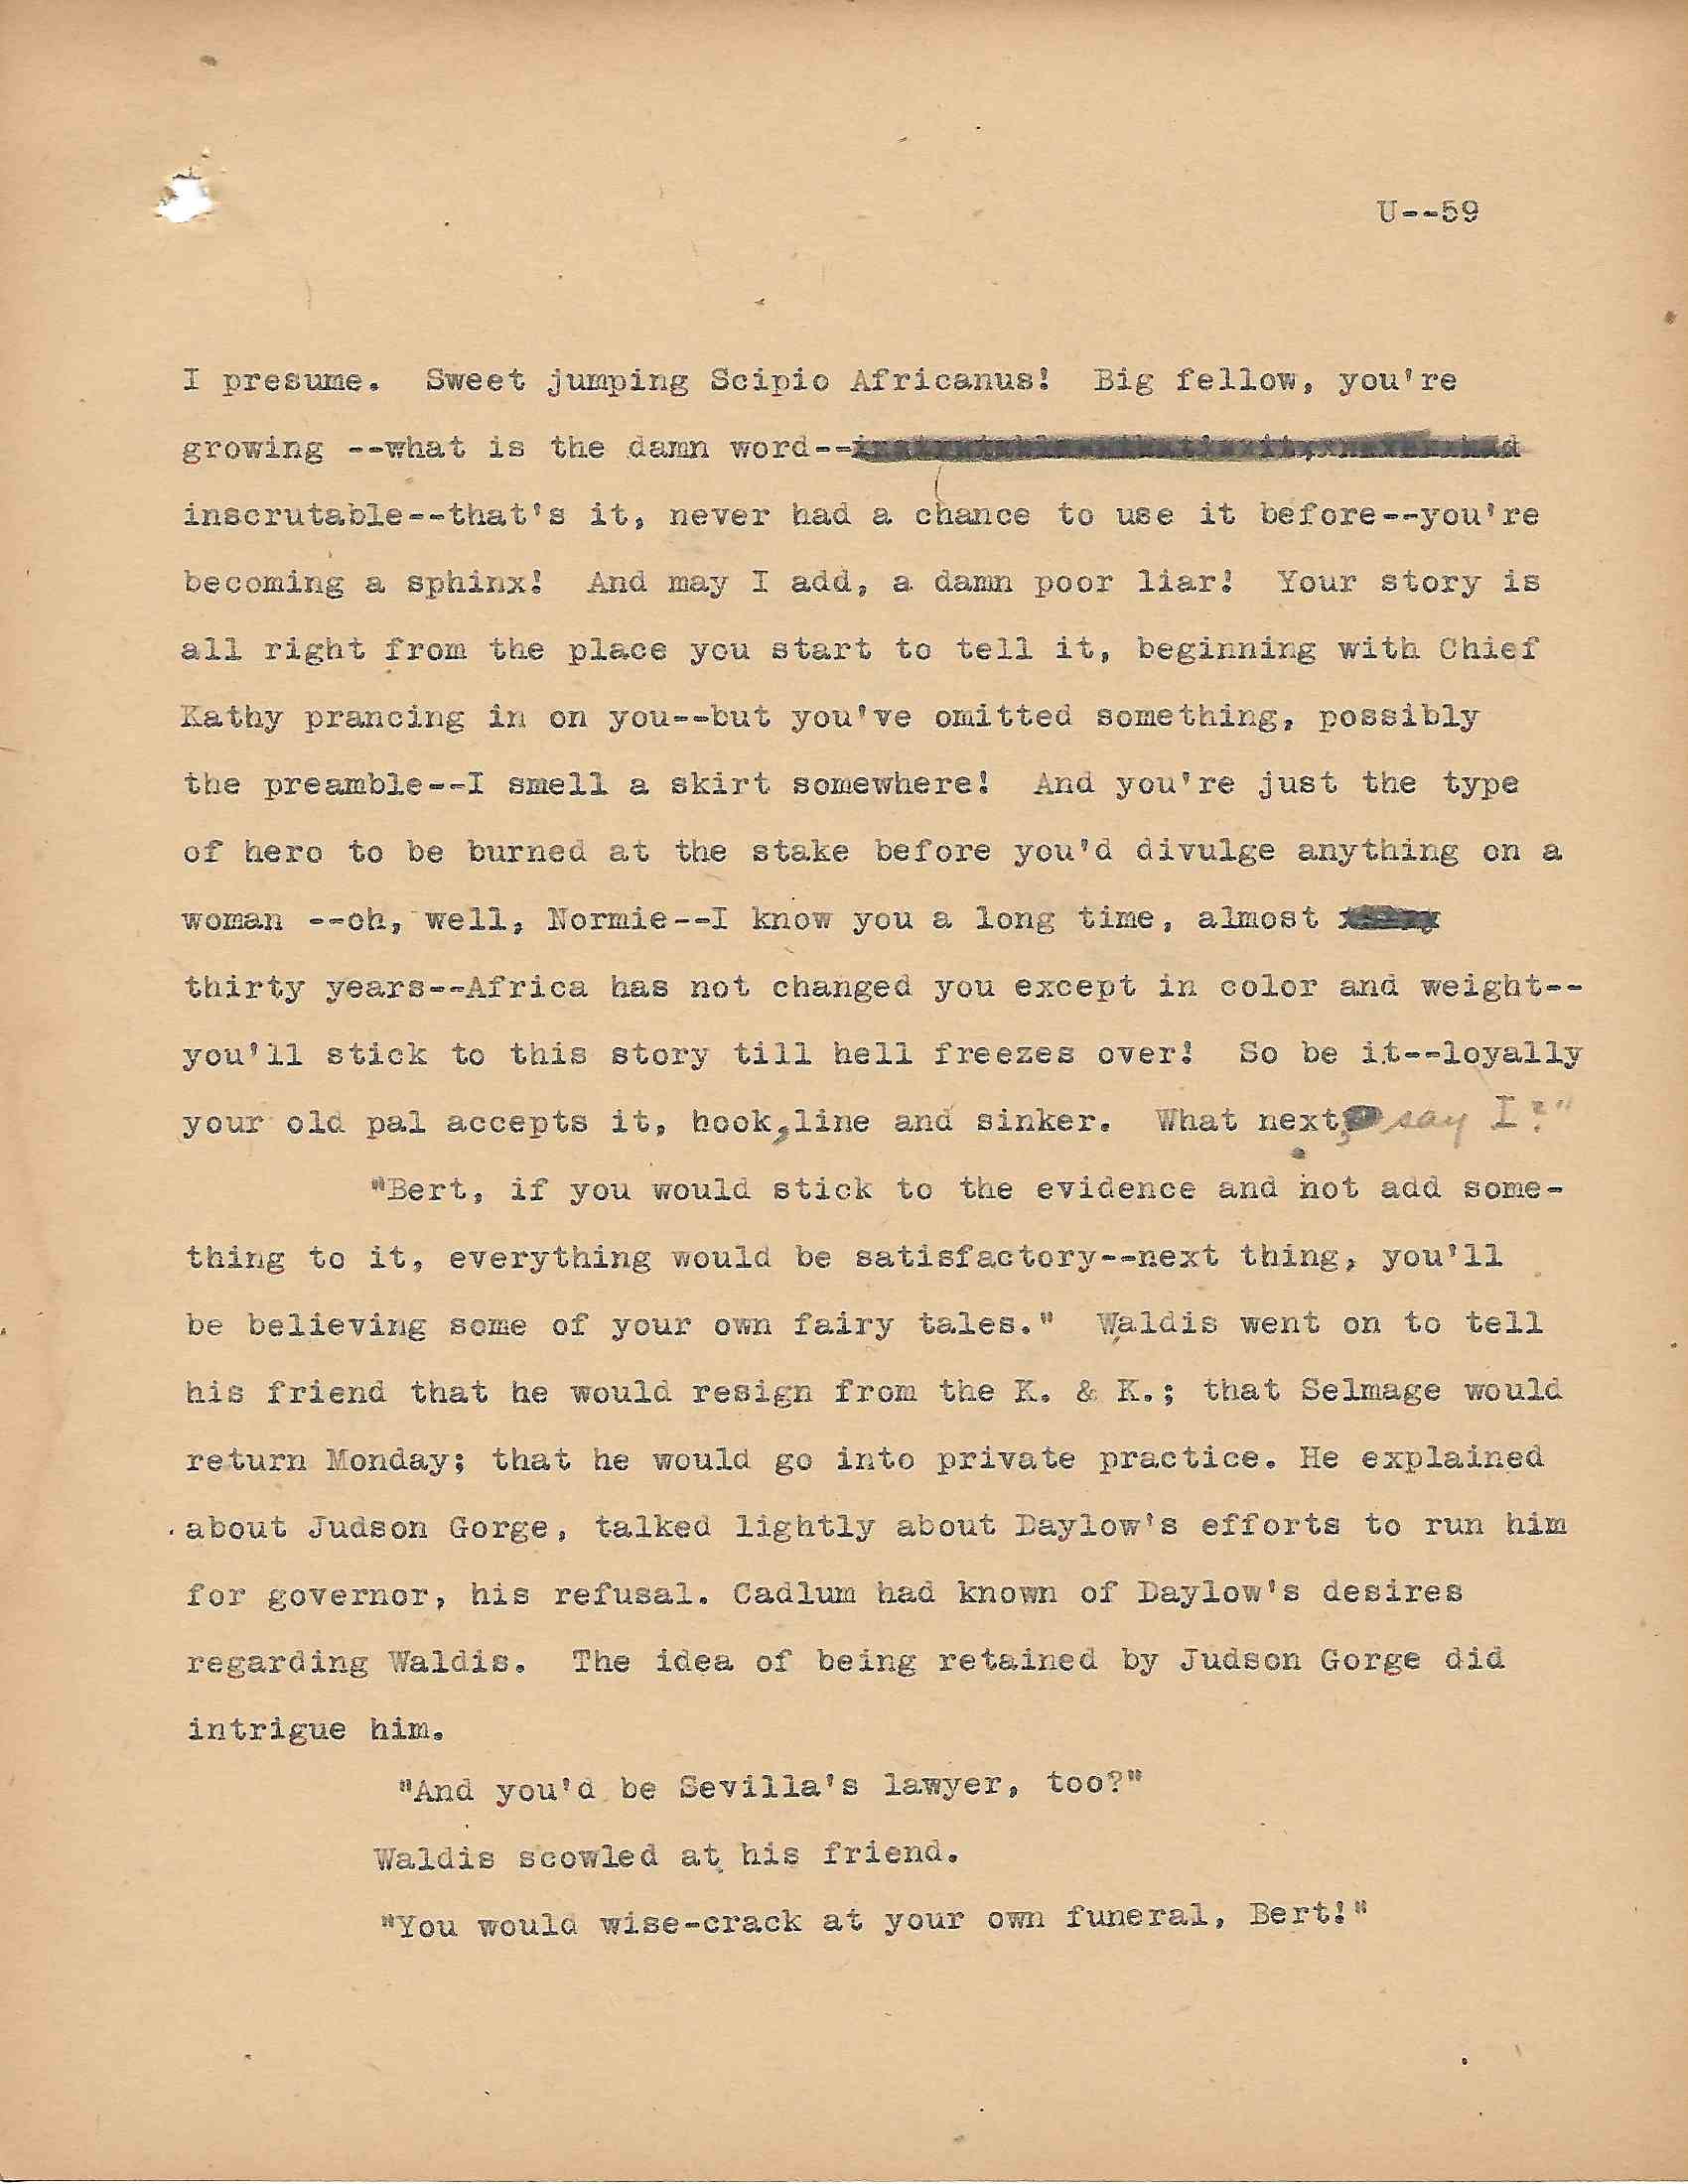 U--59
I presume.  Sweet jumping Scipio Africanus!  Big fellow, you're
growing --what is the damn word--
inscrutable--that's it, never had a chance to use it before--you're
becoming a sphinx!  And may I add, a damn poor liar!  Your story is
all right from the place you start to tell it, beginning with Chief
Kathy prancing in on you--but you've omitted something, possibly
the preamble--I smell a skirt somewhere!  And you're just the type
of hero to be burned at the stake before you'd divulge anything on a
woman --oh, well, Normie--I know you a long time, almost
thirty years--Africa has not changed you except in color and weight--
you'll stick to this story till hell freezes over!  So be it--loyally
your old pal accepts it, hook,line and sinker.  What next, say I?"
"Bert, if you would stick to the evidence and not add some-
thing to it, everything would be satisfactory--next thing, you'll
be believing some of your own fairy tales."  Waldis went on to tell
his friend that he would resign from the K. & K.; that Selmage would
return Monday; that he would go into private practice. He explained
about Judson Gorge, talked lightly about Daylow's efforts to run him
for governor, his refusal. Cadlum had known of Daylow's desires
regarding Waldis.  The idea of being retained by Judson Gorge did
intrigue him.
"And you'd be Sevilla's lawyer, too?"
Waldis scowled at his friend.
"You would wise-crack at your own funeral, Bert!"